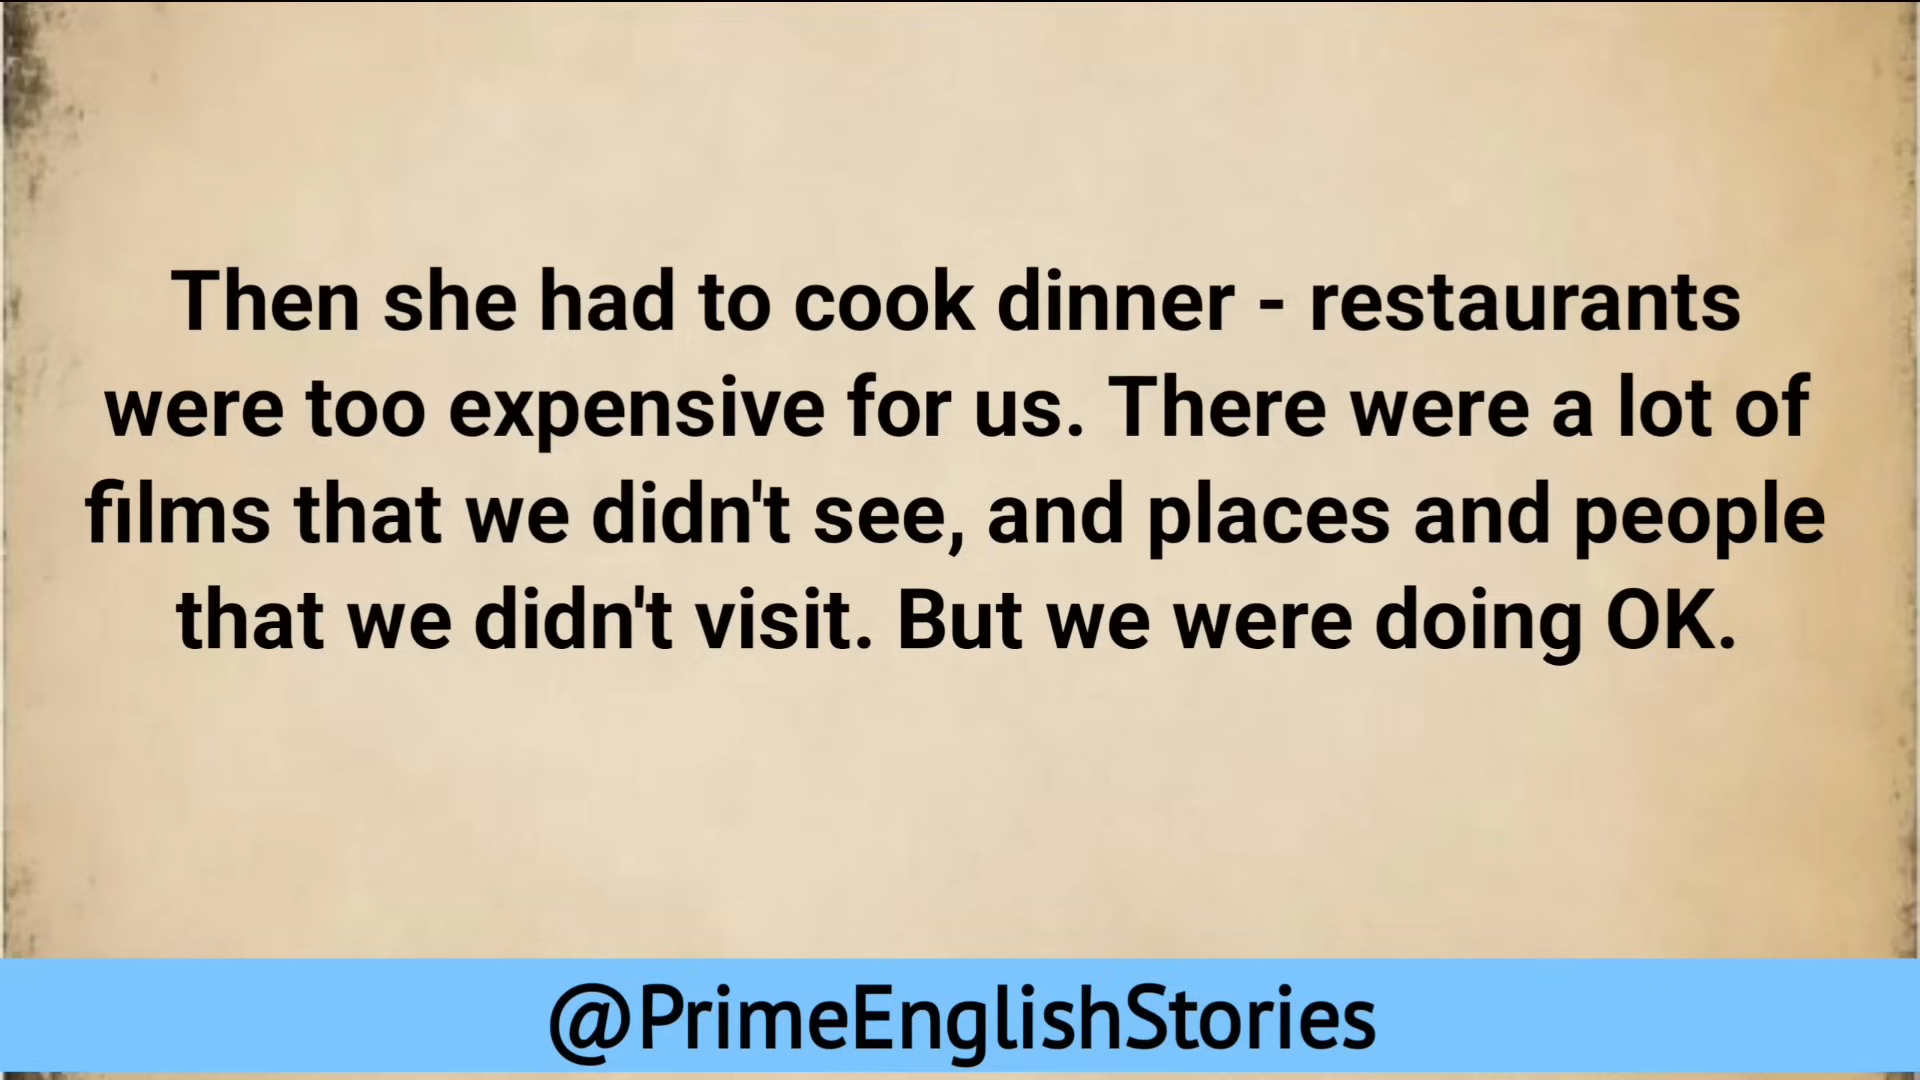 Then she had to cook dinner - restaurants
were too expensive for us. There were a lot of
films that we didn't see, and places and people
that we didn't visit. But we were doing OK.
@PrimeEnglishStories